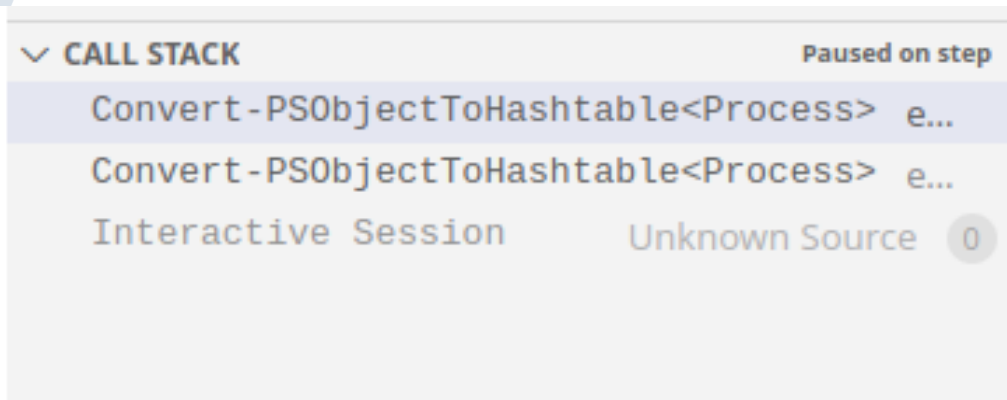 CALL STACK Paused on step
Convert-PSObjectToHashtable<Process> e...
Convert-PSObjectToHashtable<Process> e...
Interactive Session Unknown Source 0